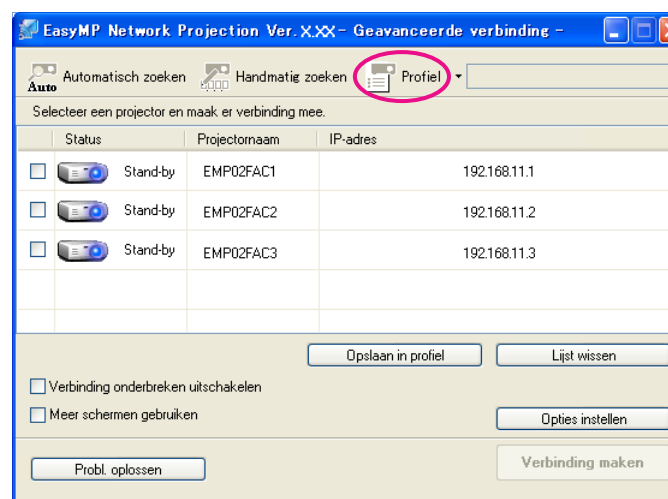 EasyMP Network Projection Ver. X.XX - Geavanceerde verbinding -
Auto Automatisch zoeken Handmatig zoeken Profiel
Selecteer een projector en maak er verbinding mee.
Status Projectornaam IP-adres
Stand-by EMP02FAC1 192.168.11.1
Stand-by EMP02FAC2 192.168.11.2
Stand-by EMP02FAC3 192.168.11.3
Opslaan in profiel Lijst wissen
Verbinding onderbreken uitschakelen
Meer schermen gebruiken
Opties instellen
Probl. oplossen Verbinding maken